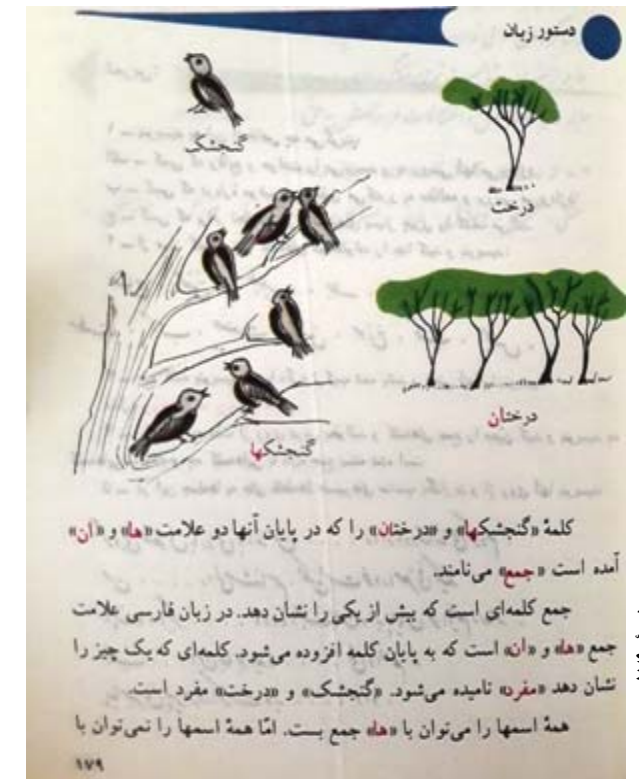 دستور زبان
گنجشک
درخت
درختان
گنجشکها
کلمهٔ «گنجشکها» و «درختان» را که در پایان آنها دو علامت «ها» و «ان»
آمده است «جمع» می‌نامند.
جمع کلمه‌ای است که بیش از یکی را نشان دهد. در زبان فارسی علامت
جمع «ها» و «ان» است که به پایان کلمه افزوده می‌شود. کلمه‌ای که یک چیز را
نشان دهد «مفرد» نامیده می‌شود. «گنجشک» و «درخت» مفرد است.
همهٔ اسمها را می‌توان با «ها» جمع بست. امّا همهٔ اسمها را نمی‌توان با
۱۷۹